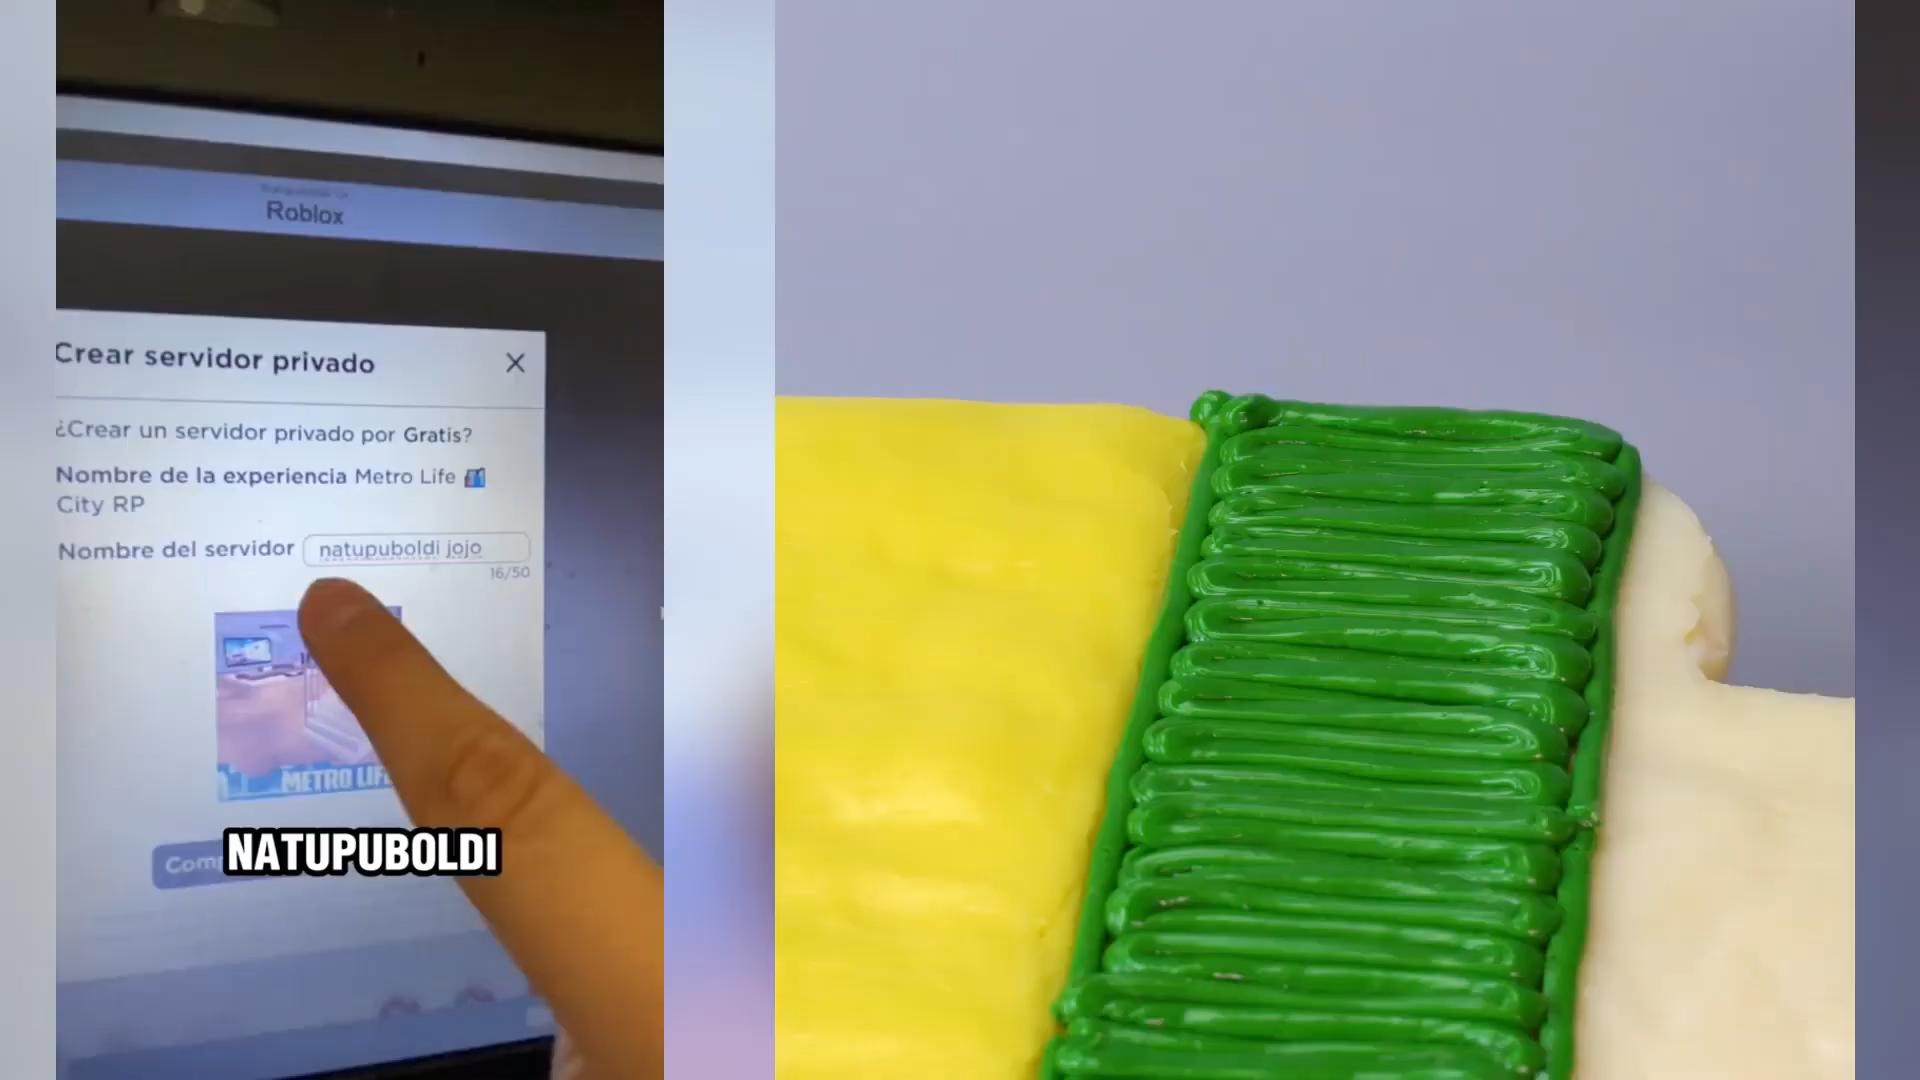 Roblox
Crear servidor privado
¿Crear un servidor privado por Gratis?
Nombre de la experiencia Metro Life
City RP
Nombre del servidor natupuboldi jojo
16/50
METRO LIFE
NATUPUBOLDI